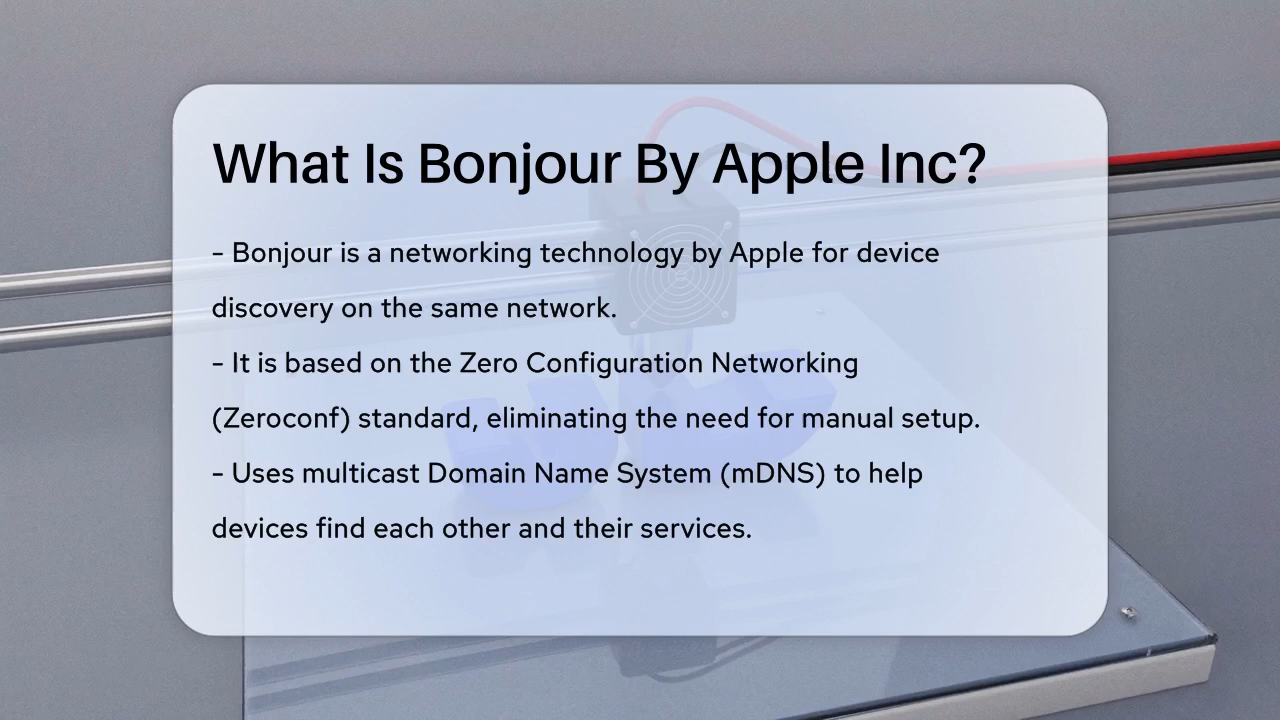 What Is Bonjour By Apple Inc?
- Bonjour is a networking technology by Apple for device
discovery on the same network.
- It is based on the Zero Configuration Networking
(Zeroconf) standard, eliminating the need for manual setup.
- Uses multicast Domain Name System (mDNS) to help
devices find each other and their services.